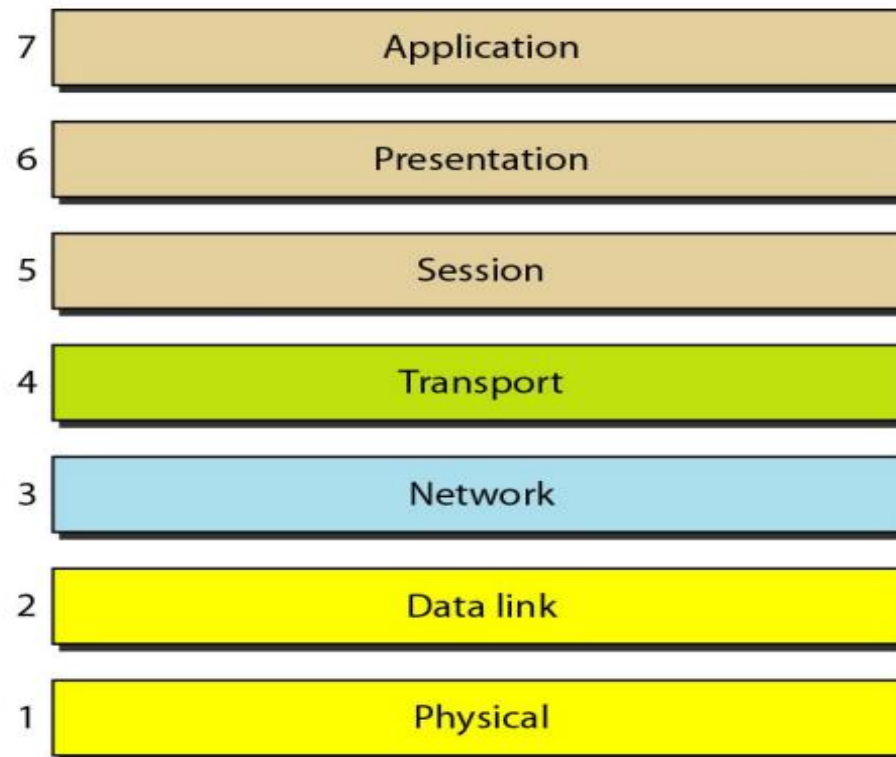 7 Application
6 Presentation
5 Session
4 Transport
3 Network
2 Data link
1 Physical